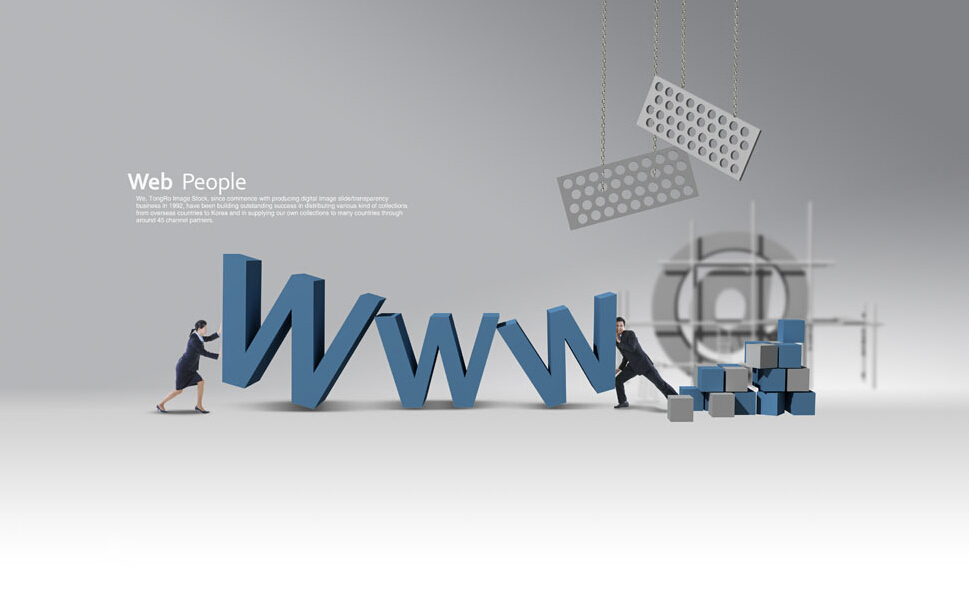 Web People
We, TongRo Image Stock, since commence with producing digital image slide/transparency
business in 1992, have been building outstanding success in distributing various kind of collections
from overseas countries to Korea and in supplying our own collections to many countries through
around 45 channel partners.
Www